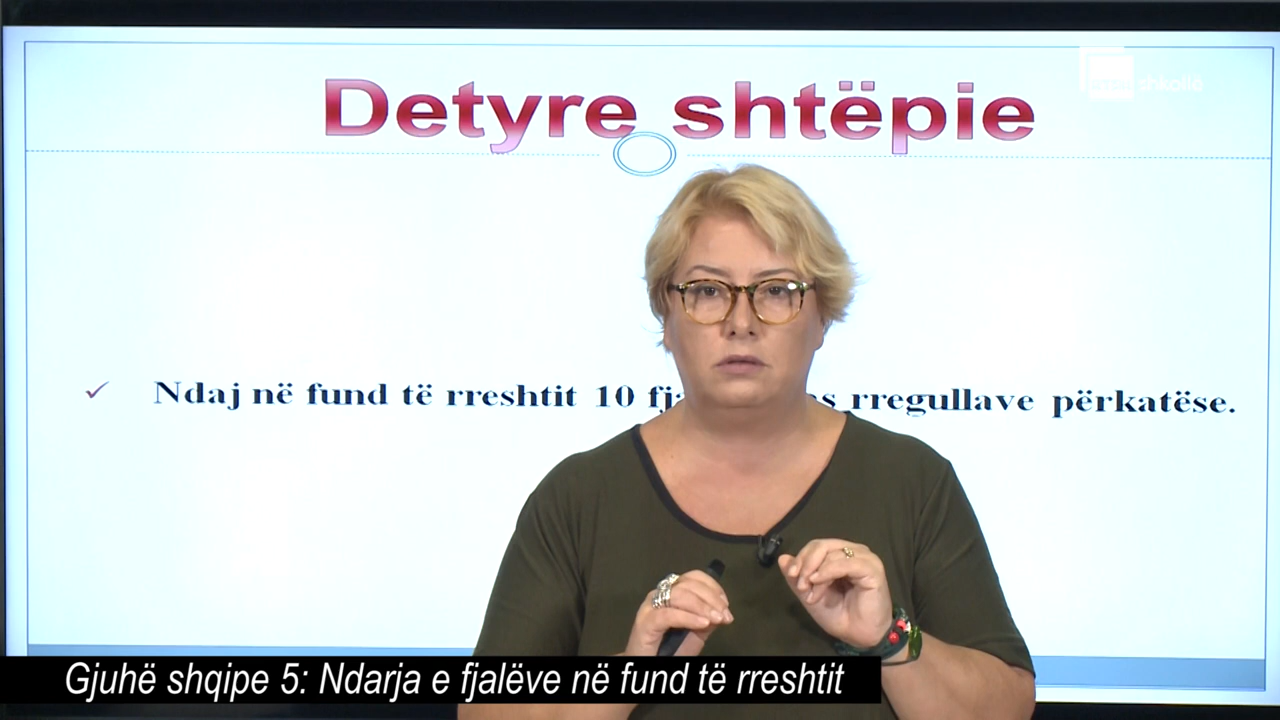 Detyre shtëpie
shkollë
Ndaj në fund të rreshtit 10 rregullave përkatëse.
Gjuhë shqipe 5: Ndarja e fjalëve në fund të rreshtit